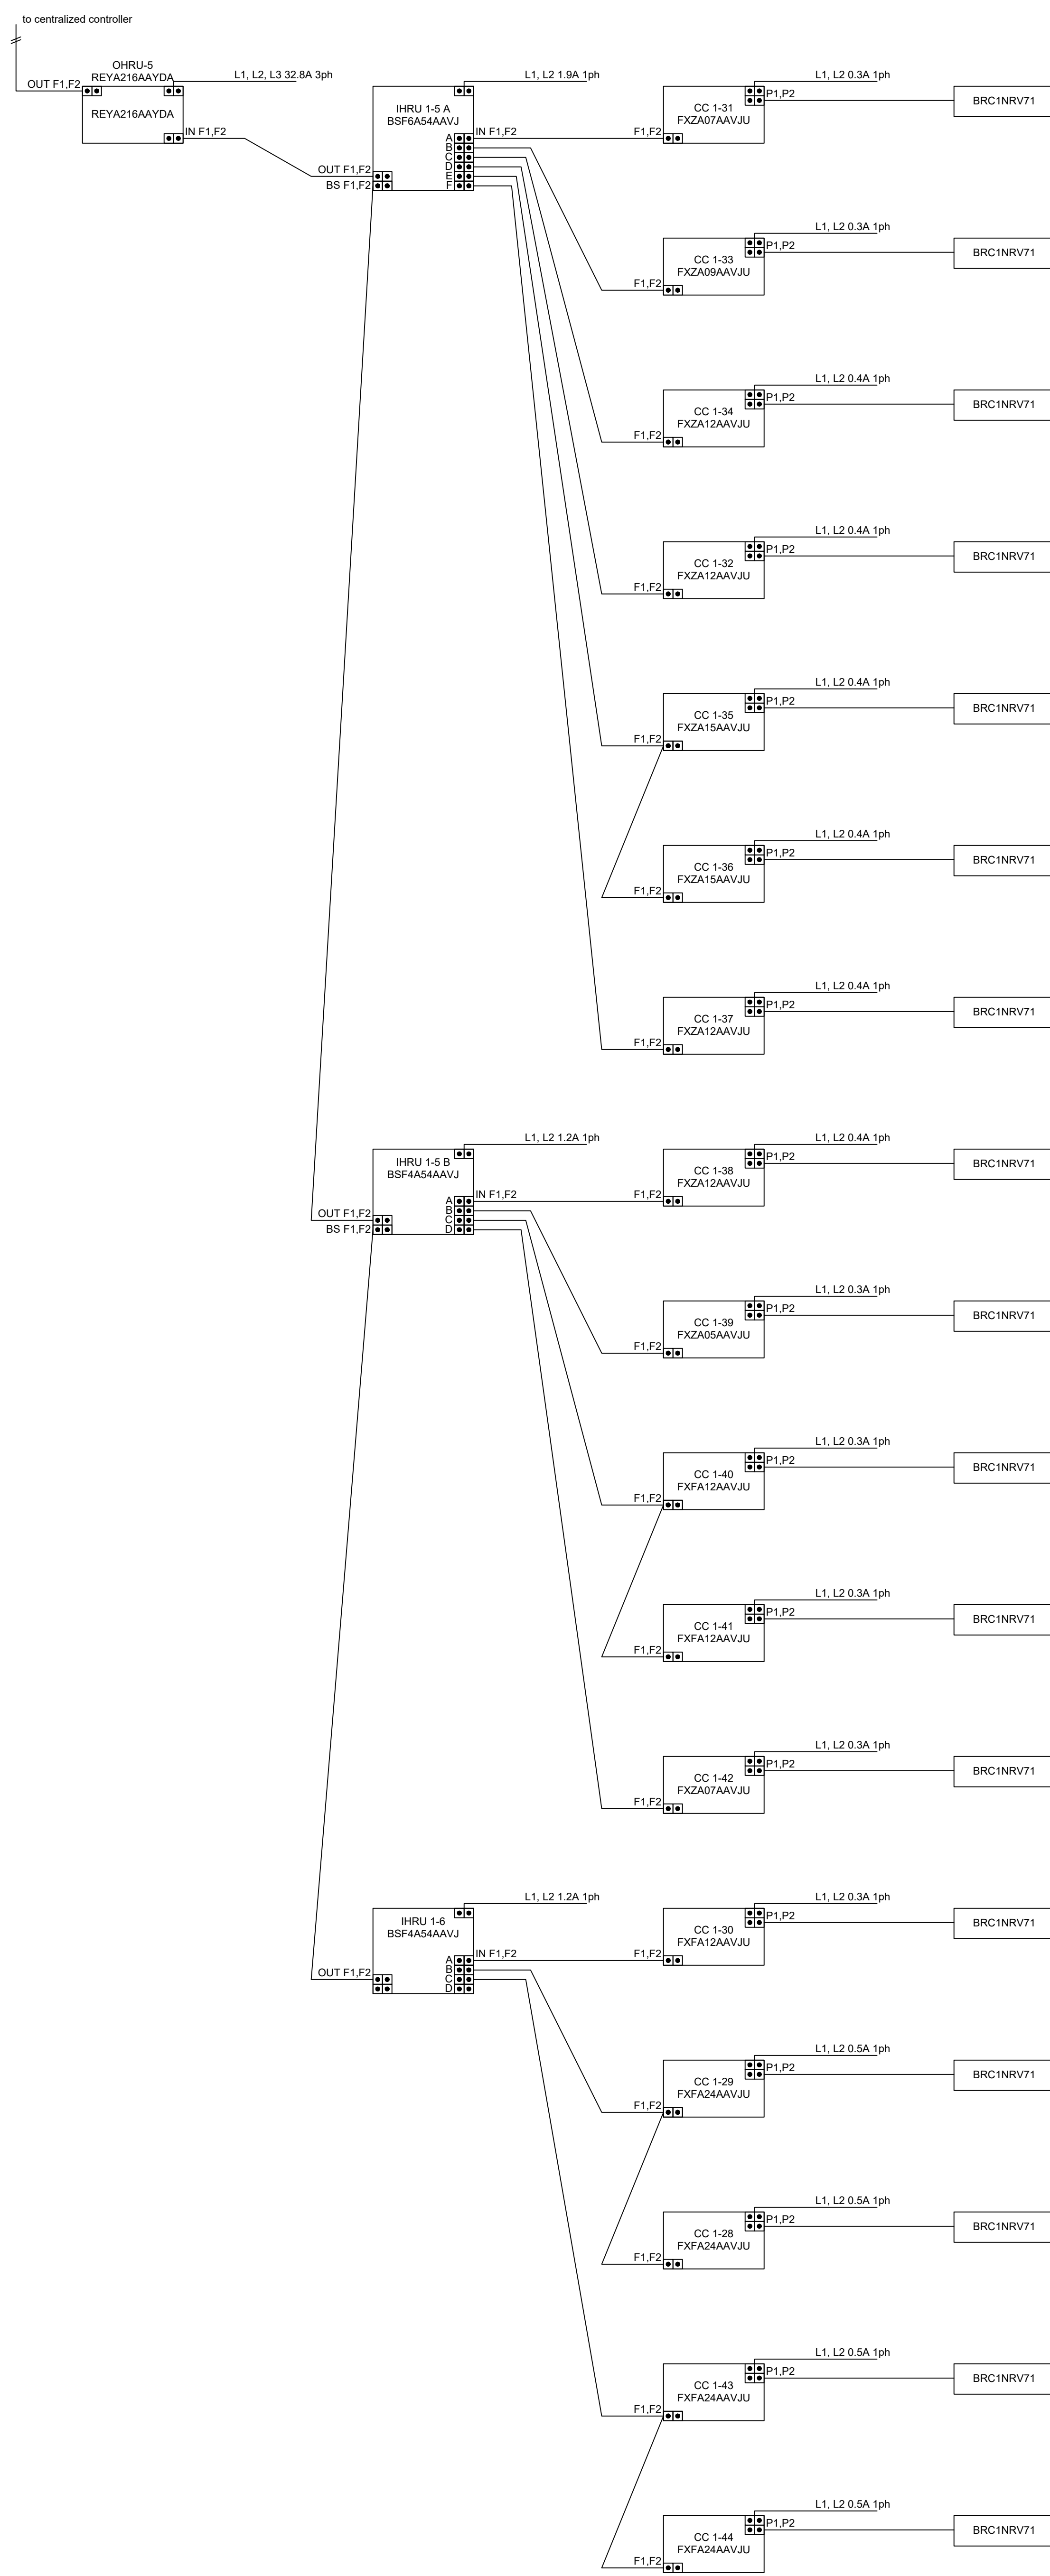 to centralized controller
OHRU-5
REYA216AAYDA
OUT F1,F2
L1, L2, L3 32.8A 3ph
REYA216AAYDA
IN F1,F2
L1, L2 1.9A 1ph
IHRU 1-5 A
BSF6A54AAVJ
A
B
C
D
E
F
IN F1,F2
OUT F1,F2
BS F1,F2
L1, L2 0.3A 1ph
CC 1-31
FXZA07AAVJU
P1,P2
F1,F2
BRC1NRV71
L1, L2 0.3A 1ph
CC 1-33
FXZA09AAVJU
P1,P2
F1,F2
BRC1NRV71
L1, L2 0.4A 1ph
CC 1-34
FXZA12AAVJU
P1,P2
F1,F2
BRC1NRV71
L1, L2 0.4A 1ph
CC 1-32
FXZA12AAVJU
P1,P2
F1,F2
BRC1NRV71
L1, L2 0.4A 1ph
CC 1-35
FXZA15AAVJU
P1,P2
F1,F2
BRC1NRV71
L1, L2 0.4A 1ph
CC 1-36
FXZA15AAVJU
P1,P2
F1,F2
BRC1NRV71
L1, L2 0.4A 1ph
CC 1-37
FXZA12AAVJU
P1,P2
F1,F2
BRC1NRV71
L1, L2 1.2A 1ph
IHRU 1-5 B
BSF4A54AAVJ
A
B
C
D
IN F1,F2
OUT F1,F2
BS F1,F2
L1, L2 0.4A 1ph
CC 1-38
FXZA12AAVJU
P1,P2
F1,F2
BRC1NRV71
L1, L2 0.3A 1ph
CC 1-39
FXZA05AAVJU
P1,P2
F1,F2
BRC1NRV71
L1, L2 0.3A 1ph
CC 1-40
FXFA12AAVJU
P1,P2
F1,F2
BRC1NRV71
L1, L2 0.3A 1ph
CC 1-41
FXFA12AAVJU
P1,P2
F1,F2
BRC1NRV71
L1, L2 0.3A 1ph
CC 1-42
FXZA07AAVJU
P1,P2
F1,F2
BRC1NRV71
L1, L2 1.2A 1ph
IHRU 1-6
BSF4A54AAVJ
A
B
C
D
IN F1,F2
OUT F1,F2
L1, L2 0.3A 1ph
CC 1-30
FXFA12AAVJU
P1,P2
F1,F2
BRC1NRV71
L1, L2 0.5A 1ph
CC 1-29
FXFA24AAVJU
P1,P2
F1,F2
BRC1NRV71
L1, L2 0.5A 1ph
CC 1-28
FXFA24AAVJU
P1,P2
F1,F2
BRC1NRV71
L1, L2 0.5A 1ph
CC 1-43
FXFA24AAVJU
P1,P2
F1,F2
BRC1NRV71
L1, L2 0.5A 1ph
CC 1-44
FXFA24AAVJU
P1,P2
F1,F2
BRC1NRV71